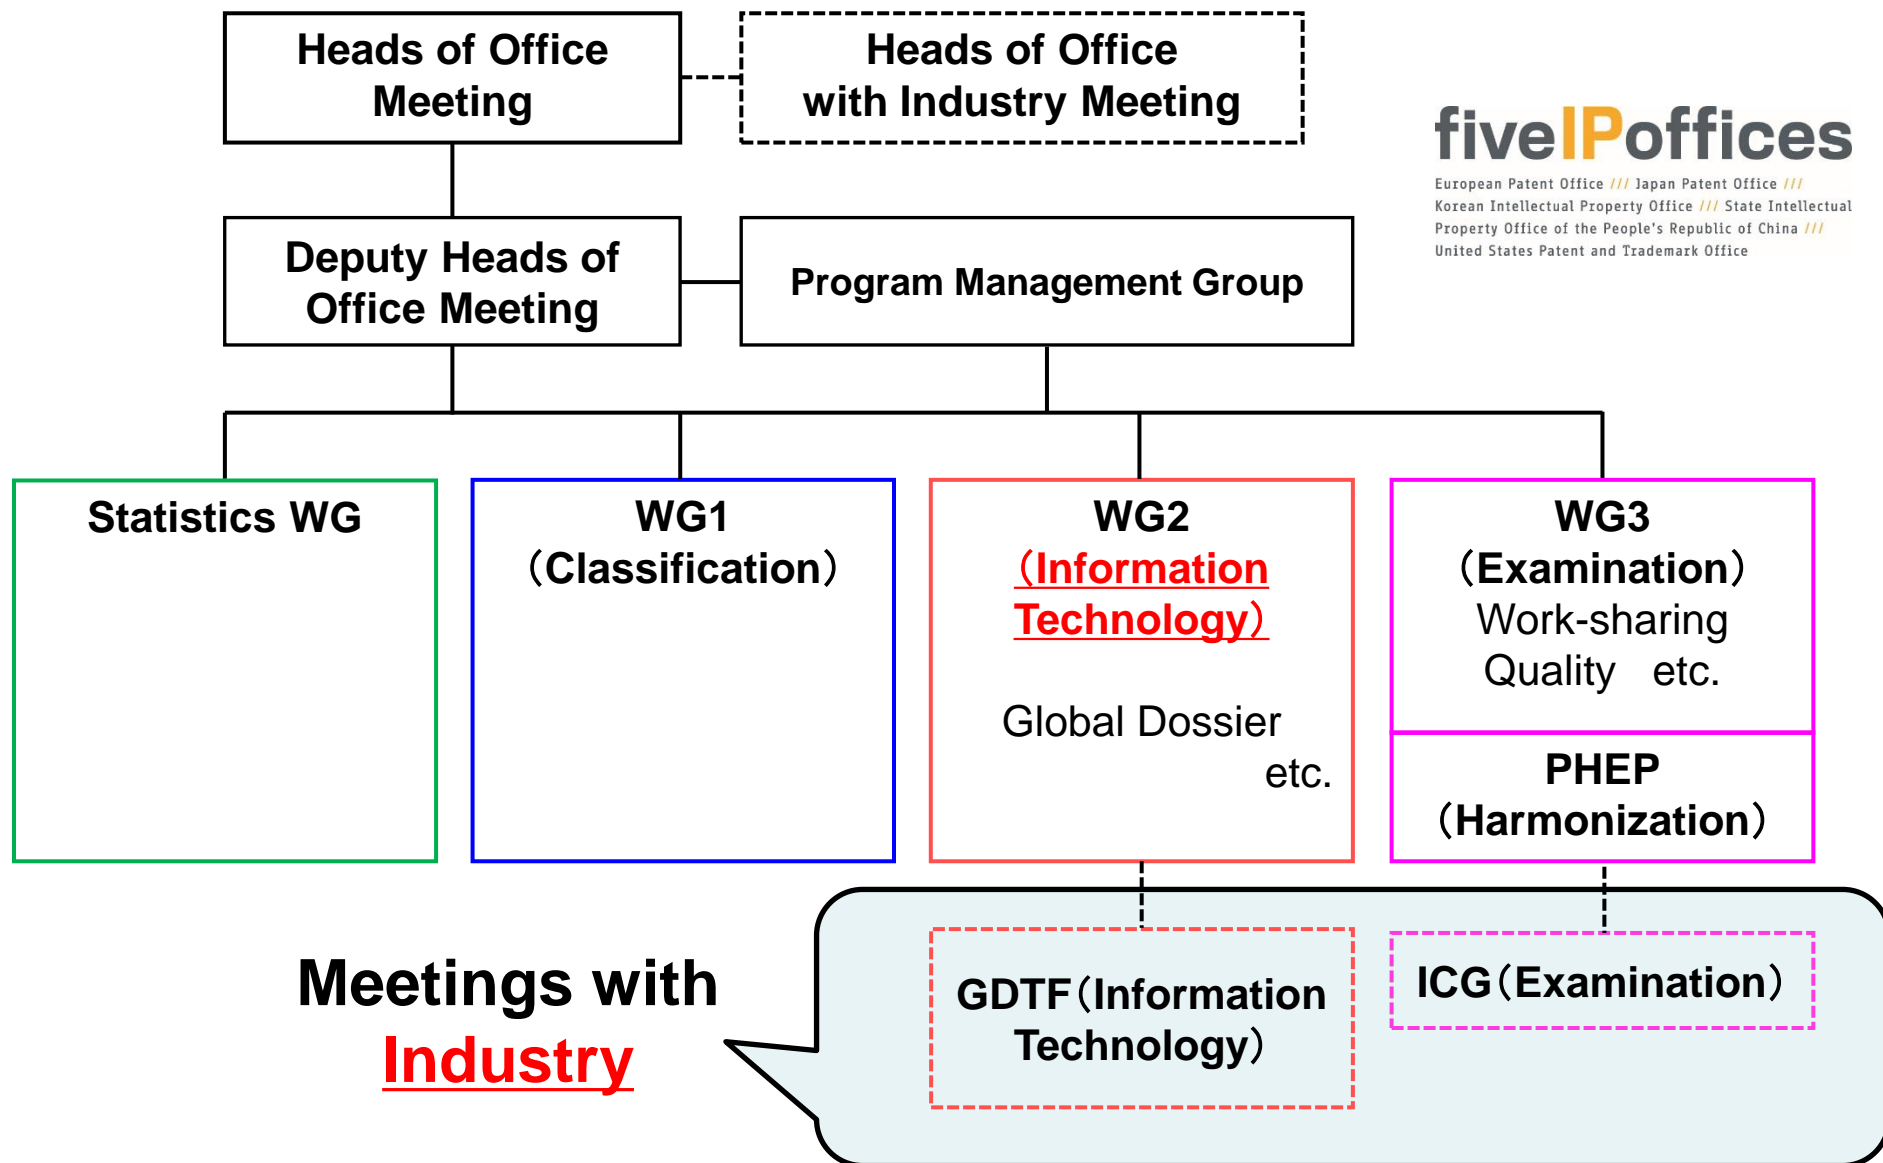 Heads of Office
Meeting
Heads of Office
with Industry Meeting
fiveIPoffices
European Patent Office /// Japan Patent Office ///
Korean Intellectual Property Office /// State Intellectual
Property Office of the People's Republic of China ///
United States Patent and Trademark Office
Deputy Heads of
Office Meeting
Program Management Group
Statistics WG
WG1
（Classification）
WG2
（Information
Technology）
Global Dossier
etc.
WG3
（Examination）
Work-sharing
Quality etc.
PHEP
（Harmonization）
Meetings with
Industry
GDTF（Information
Technology）
ICG（Examination）